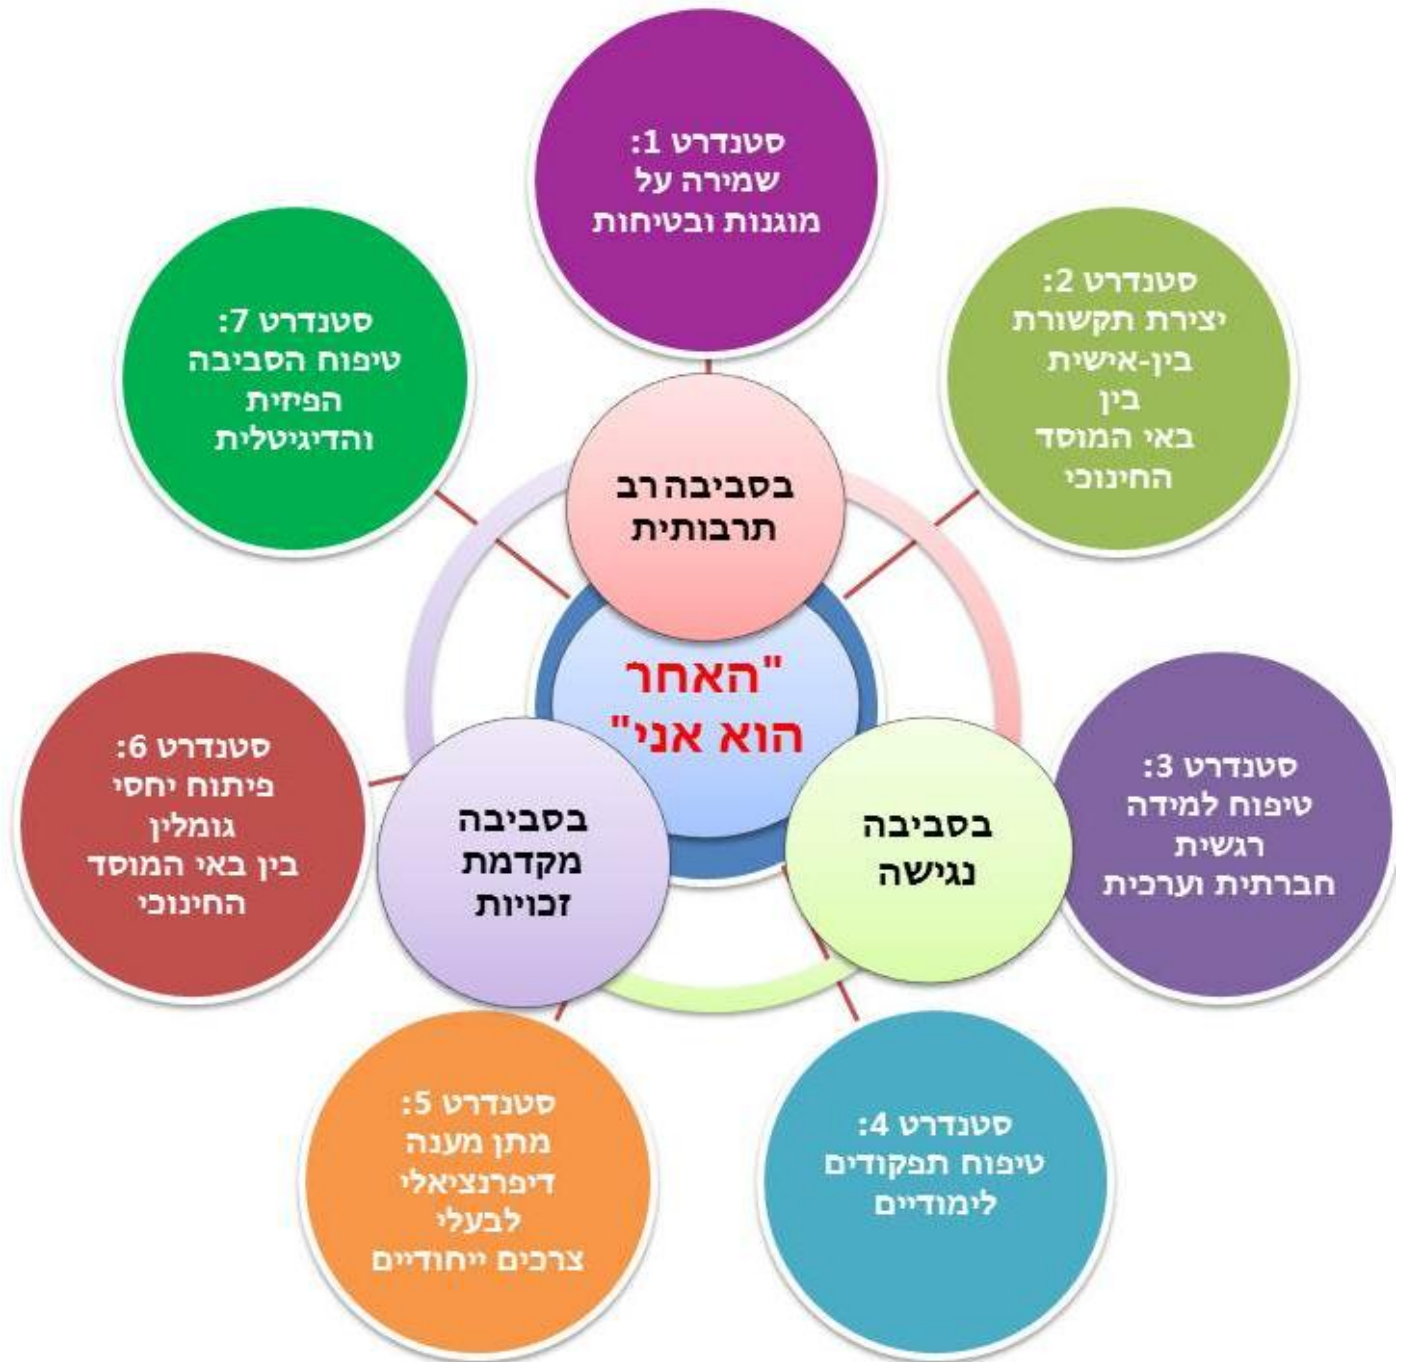 סטנדרט 1:
שמירה על
מוגנות ובטיחות
סטנדרט 2:
יצירת תקשורת
בין-אישית
בין
באי המוסד
החינוכי
סטנדרט 3:
טיפוח למידה
רגשית
חברתית וערכית
סטנדרט 4:
טיפוח תפקודים
לימודיים
סטנדרט 5:
מתן מענה
דיפרנציאלי
לבעלי
צרכים ייחודיים
סטנדרט 6:
פיתוח יחסי
גומלין
בין באי המוסד
החינוכי
סטנדרט 7:
טיפוח הסביבה
הפיזית
והדיגיטלית
בסביבה רב
תרבותית
"האחר
הוא אני"
בסביבה
נגישה
בסביבה
מקדמת
זכויות